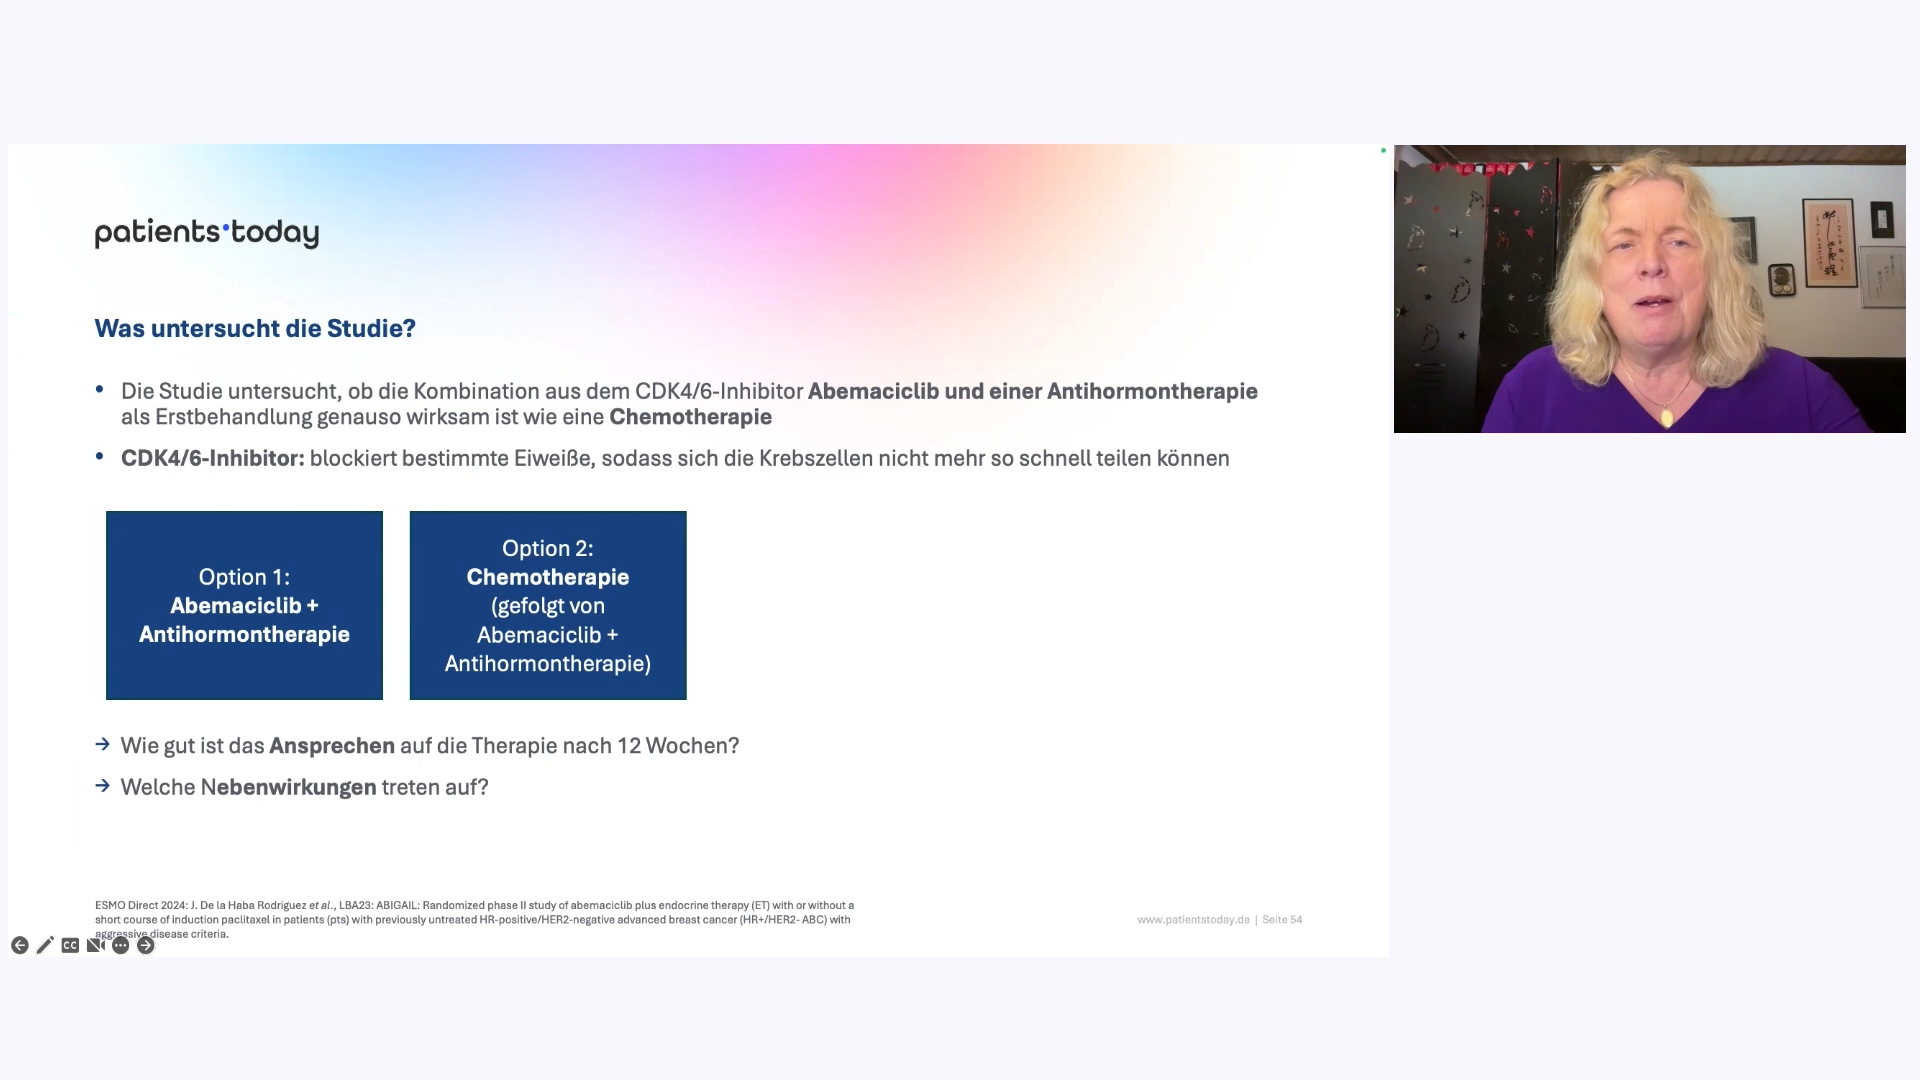 patients•today
Was untersucht die Studie?
• Die Studie untersucht, ob die Kombination aus dem CDK4/6-Inhibitor Abemaciclib und einer Antihormontherapie
als Erstbehandlung genauso wirksam ist wie eine Chemotherapie
• CDK4/6-Inhibitor: blockiert bestimmte Eiweiße, sodass sich die Krebszellen nicht mehr so schnell teilen können
Option 1:
Abemaciclib +
Antihormontherapie
Option 2:
Chemotherapie
(gefolgt von
Abemaciclib +
Antihormontherapie)
→ Wie gut ist das Ansprechen auf die Therapie nach 12 Wochen?
→ Welche Nebenwirkungen treten auf?
ESMO Direct 2024: J. De la Haba Rodriguez et al., LBA23: ABIGAIL: Randomized phase II study of abemaciclib plus endocrine therapy (ET) with or without a
short course of induction paclitaxel in patients (pts) with previously untreated HR-positive/HER2-negative advanced breast cancer (HR+/HER2- ABC) with
aggressive disease criteria.
www.patientstoday.de | Seite 54
CC